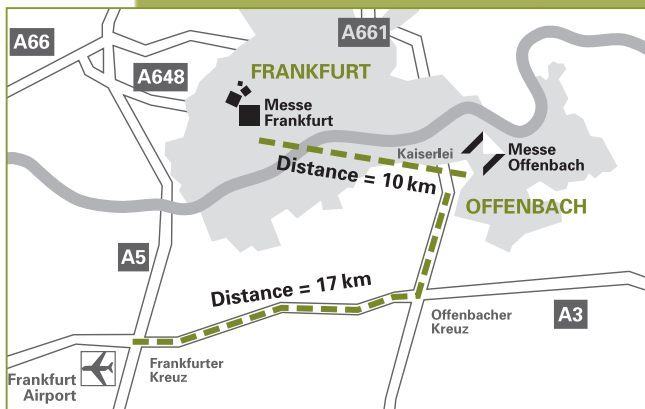 A66
A661
A648
FRANKFURT
Messe
Frankfurt
Kaiserlei
Messe
Offenbach
Distance = 10 km
OFFENBACH
A5
Distance = 17 km
Offenbacher
Kreuz
A3
Frankfurter
Kreuz
Frankfurt
Airport